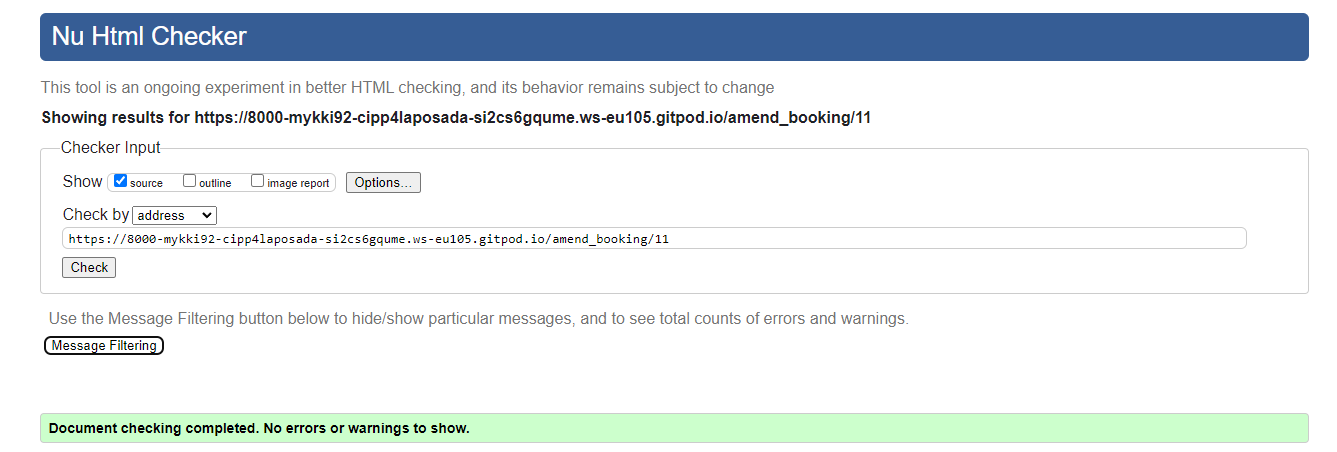 Nu Html Checker
This tool is an ongoing experiment in better HTML checking, and its behavior remains subject to change
Showing results for https://8000-mykki92-cipp4laposada-si2cs6gqume.ws-eu105.gitpod.io/amend_booking/11
Checker Input
Show source outline image report Options...
Check by address
https://8000-mykki92-cipp4laposada-si2cs6gqume.ws-eu105.gitpod.io/amend_booking/11
Check
Use the Message Filtering button below to hide/show particular messages, and to see total counts of errors and warnings.
Message Filtering
Document checking completed. No errors or warnings to show.